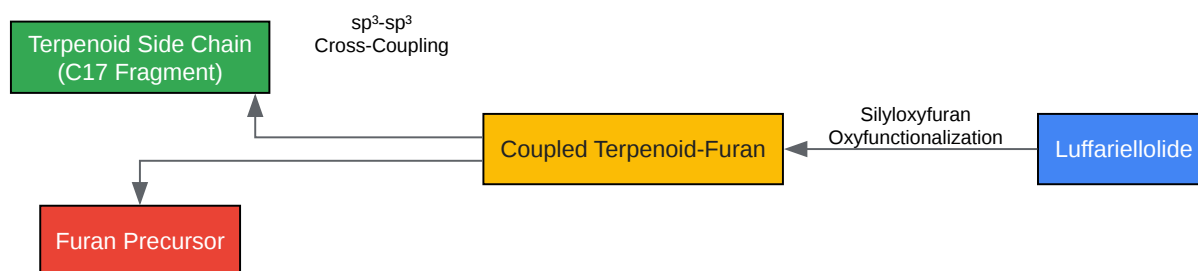 sp³-sp³
Cross-Coupling
Terpenoid Side Chain
(C17 Fragment)
Coupled Terpenoid-Furan
Silyloxyfuran
Oxyfunctionalization
Luffariellolide
Furan Precursor